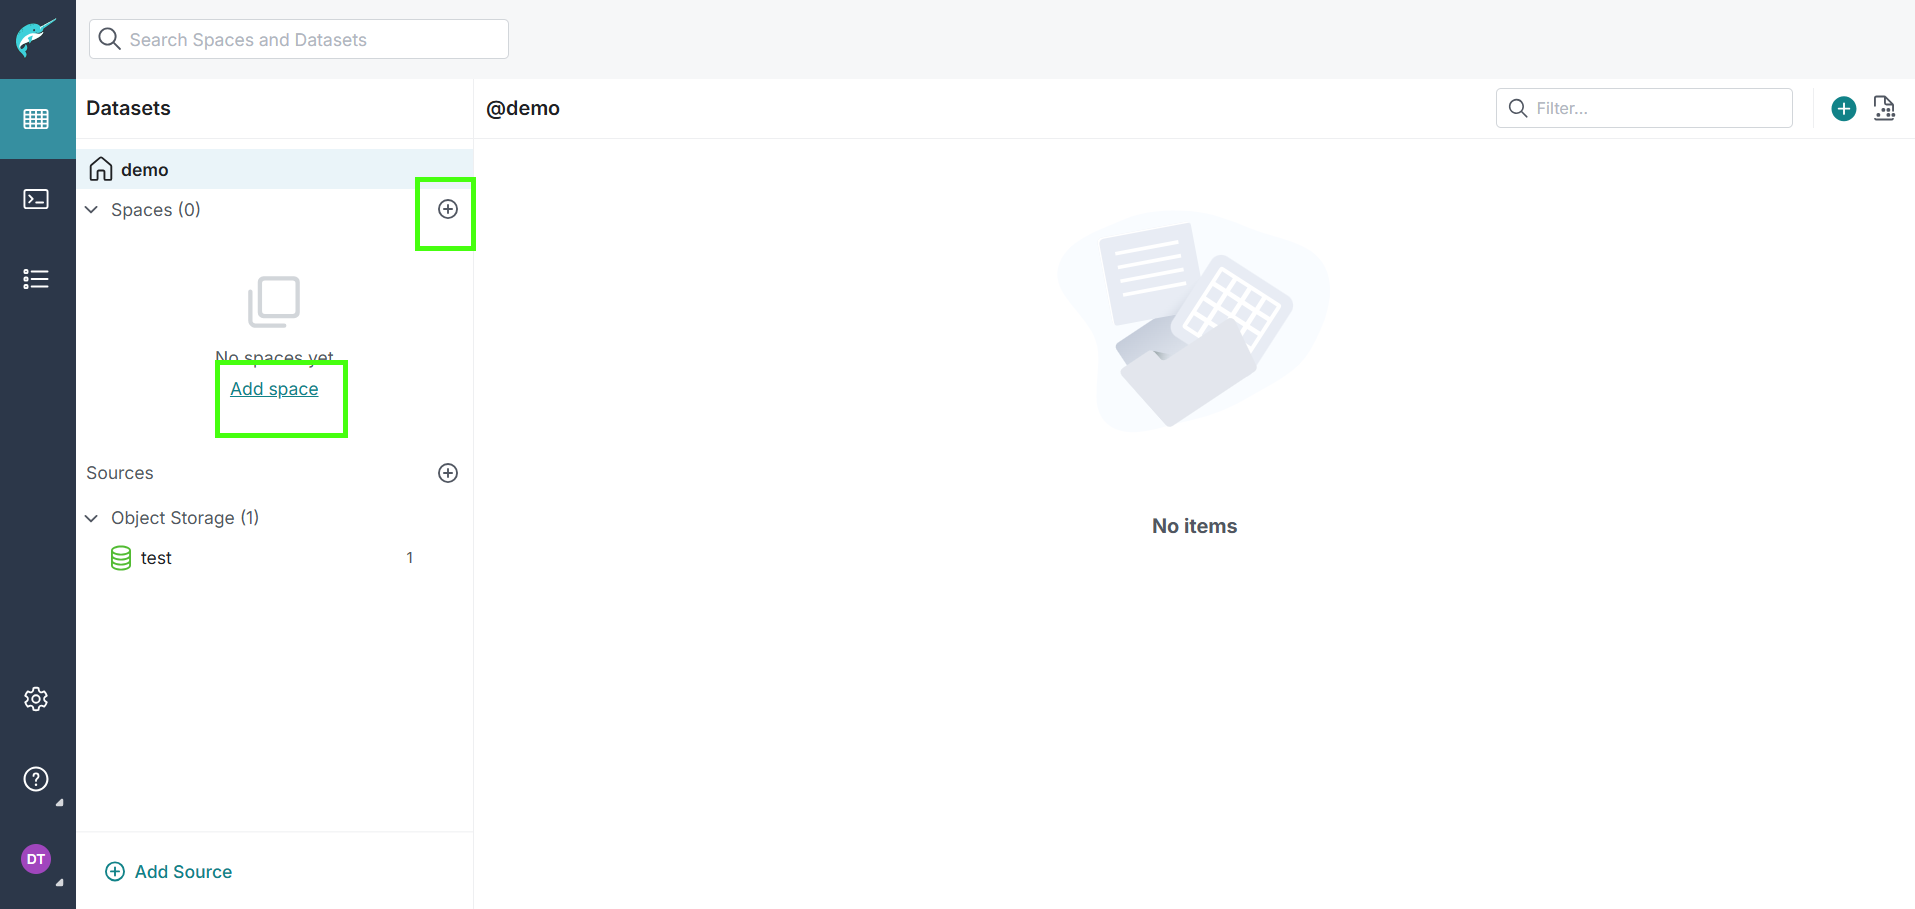 Search Spaces and Datasets
Datasets
@demo
Filter...
demo
Spaces (0)
No spaces yet
Add space
Sources
Object Storage (1)
test 1
No items
DT
Add Source